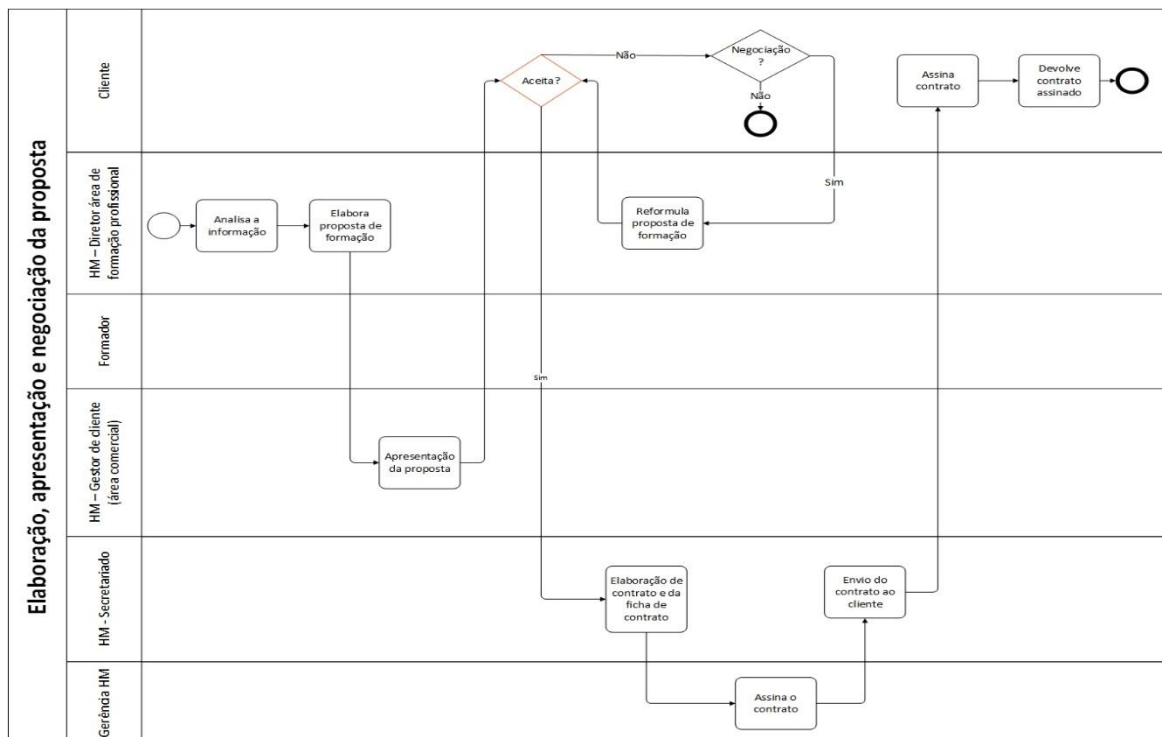 Elaboração, apresentação e negociação da proposta
Cliente
Aceita?
Não
Negociação
?
Não
Sim
Assina
contrato
Devolve
contrato
assinado
HM – Diretor área de
formação profissional
Analisa a
informação
Elabora
proposta de
formação
Reformula
proposta de
formação
Formador
Sim
HM – Gestor de cliente
(área comercial)
Apresentação
da proposta
HM - Secretariado
Elaboração de
contrato e da
ficha de
contrato
Envio do
contrato ao
cliente
Gerência HM
Assina o
contrato